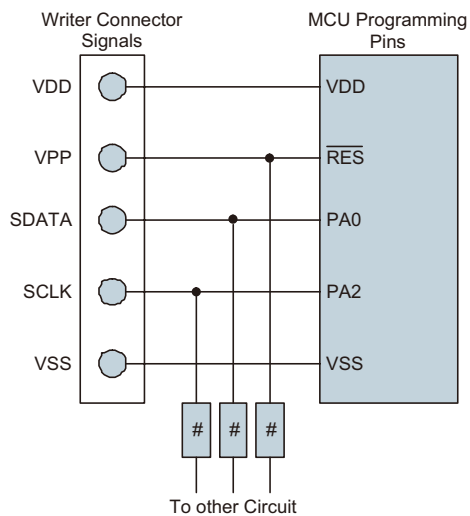 Writer Connector
Signals
MCU Programming
Pins
VDD
VDD
VPP
RES
SDATA
PA0
SCLK
PA2
VSS
VSS
# # #
To other Circuit